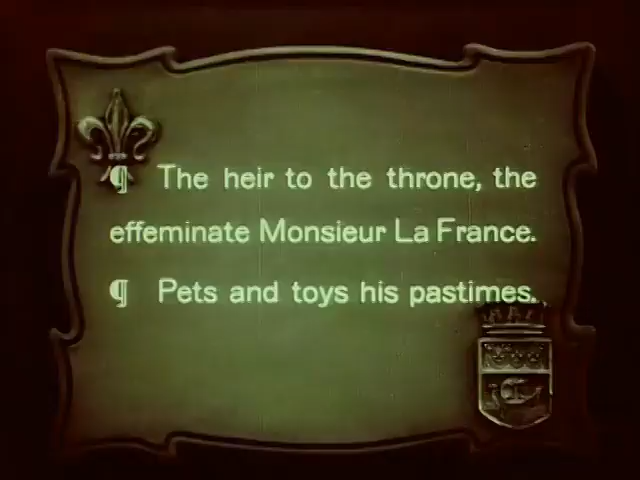 ¶ The heir to the throne, the
effeminate Monsieur La France.
¶ Pets and toys his pastimes.